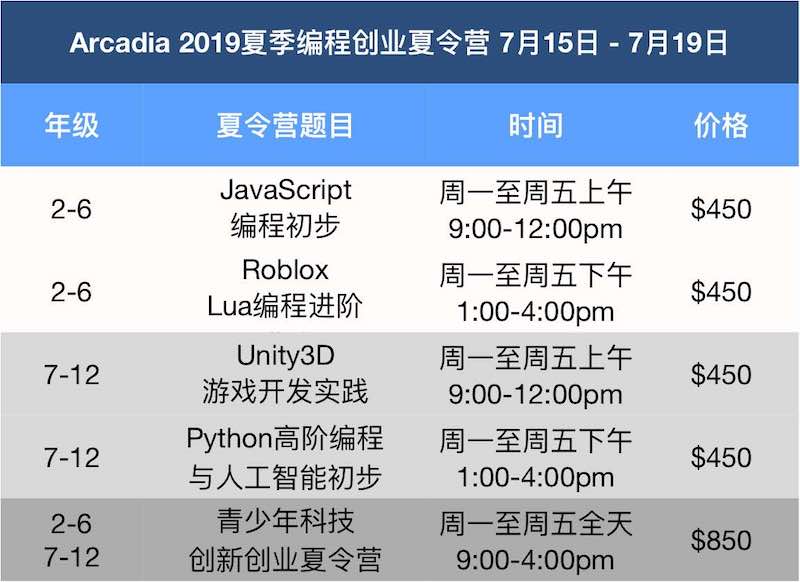 Arcadia 2019夏季编程创业夏令营 7月15日 - 7月19日
年级 夏令营题目 时间 价格
2-6 JavaScript 编程初步 周一至周五上午 9:00-12:00pm $450
2-6 Roblox Lua编程进阶 周一至周五下午 1:00-4:00pm $450
7-12 Unity3D 游戏开发实践 周一至周五上午 9:00-12:00pm $450
7-12 Python高阶编程 与人工智能初步 周一至周五下午 1:00-4:00pm $450
2-6 7-12 青少年科技 创新创业夏令营 周一至周五全天 9:00-4:00pm $850